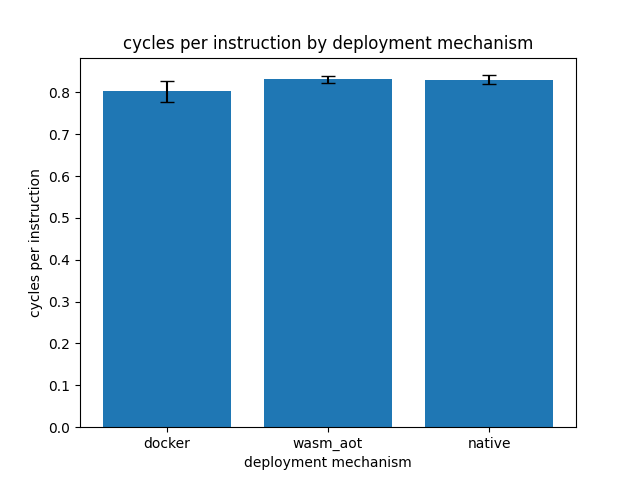 cycles per instruction by deployment mechanism
cycles per instruction
0.8
0.7
0.6
0.5
0.4
0.3
0.2
0.1
0.0
docker wasm_aot native
deployment mechanism